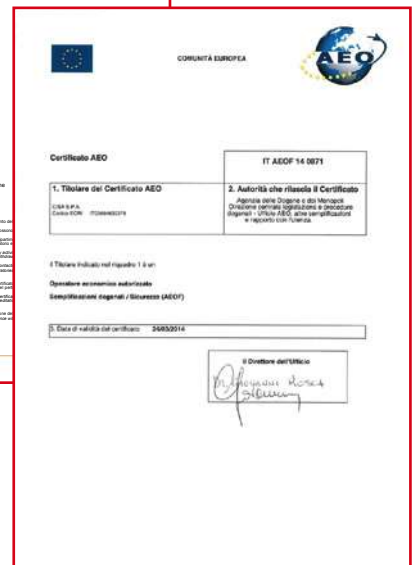 COMUNITÀ EUROPEA
AEO
Certificato AEO
IT AEOF 14 0871
1. Titolare del Certificato AEO
2. Autorità che rilascia il Certificato
Agenzia delle Dogane e dei Monopoli
Direzione centrale legislazione e procedure
doganali - Ufficio AEO, altre semplificazioni
e rapporto con l'utenza
Il Titolare indicato nel riquadro 1 è un
Operatore economico autorizzato
Semplificazioni doganali / Sicurezza (AEOF)
3. Data di validità del certificato 24/03/2014
Il Direttore dell'Ufficio